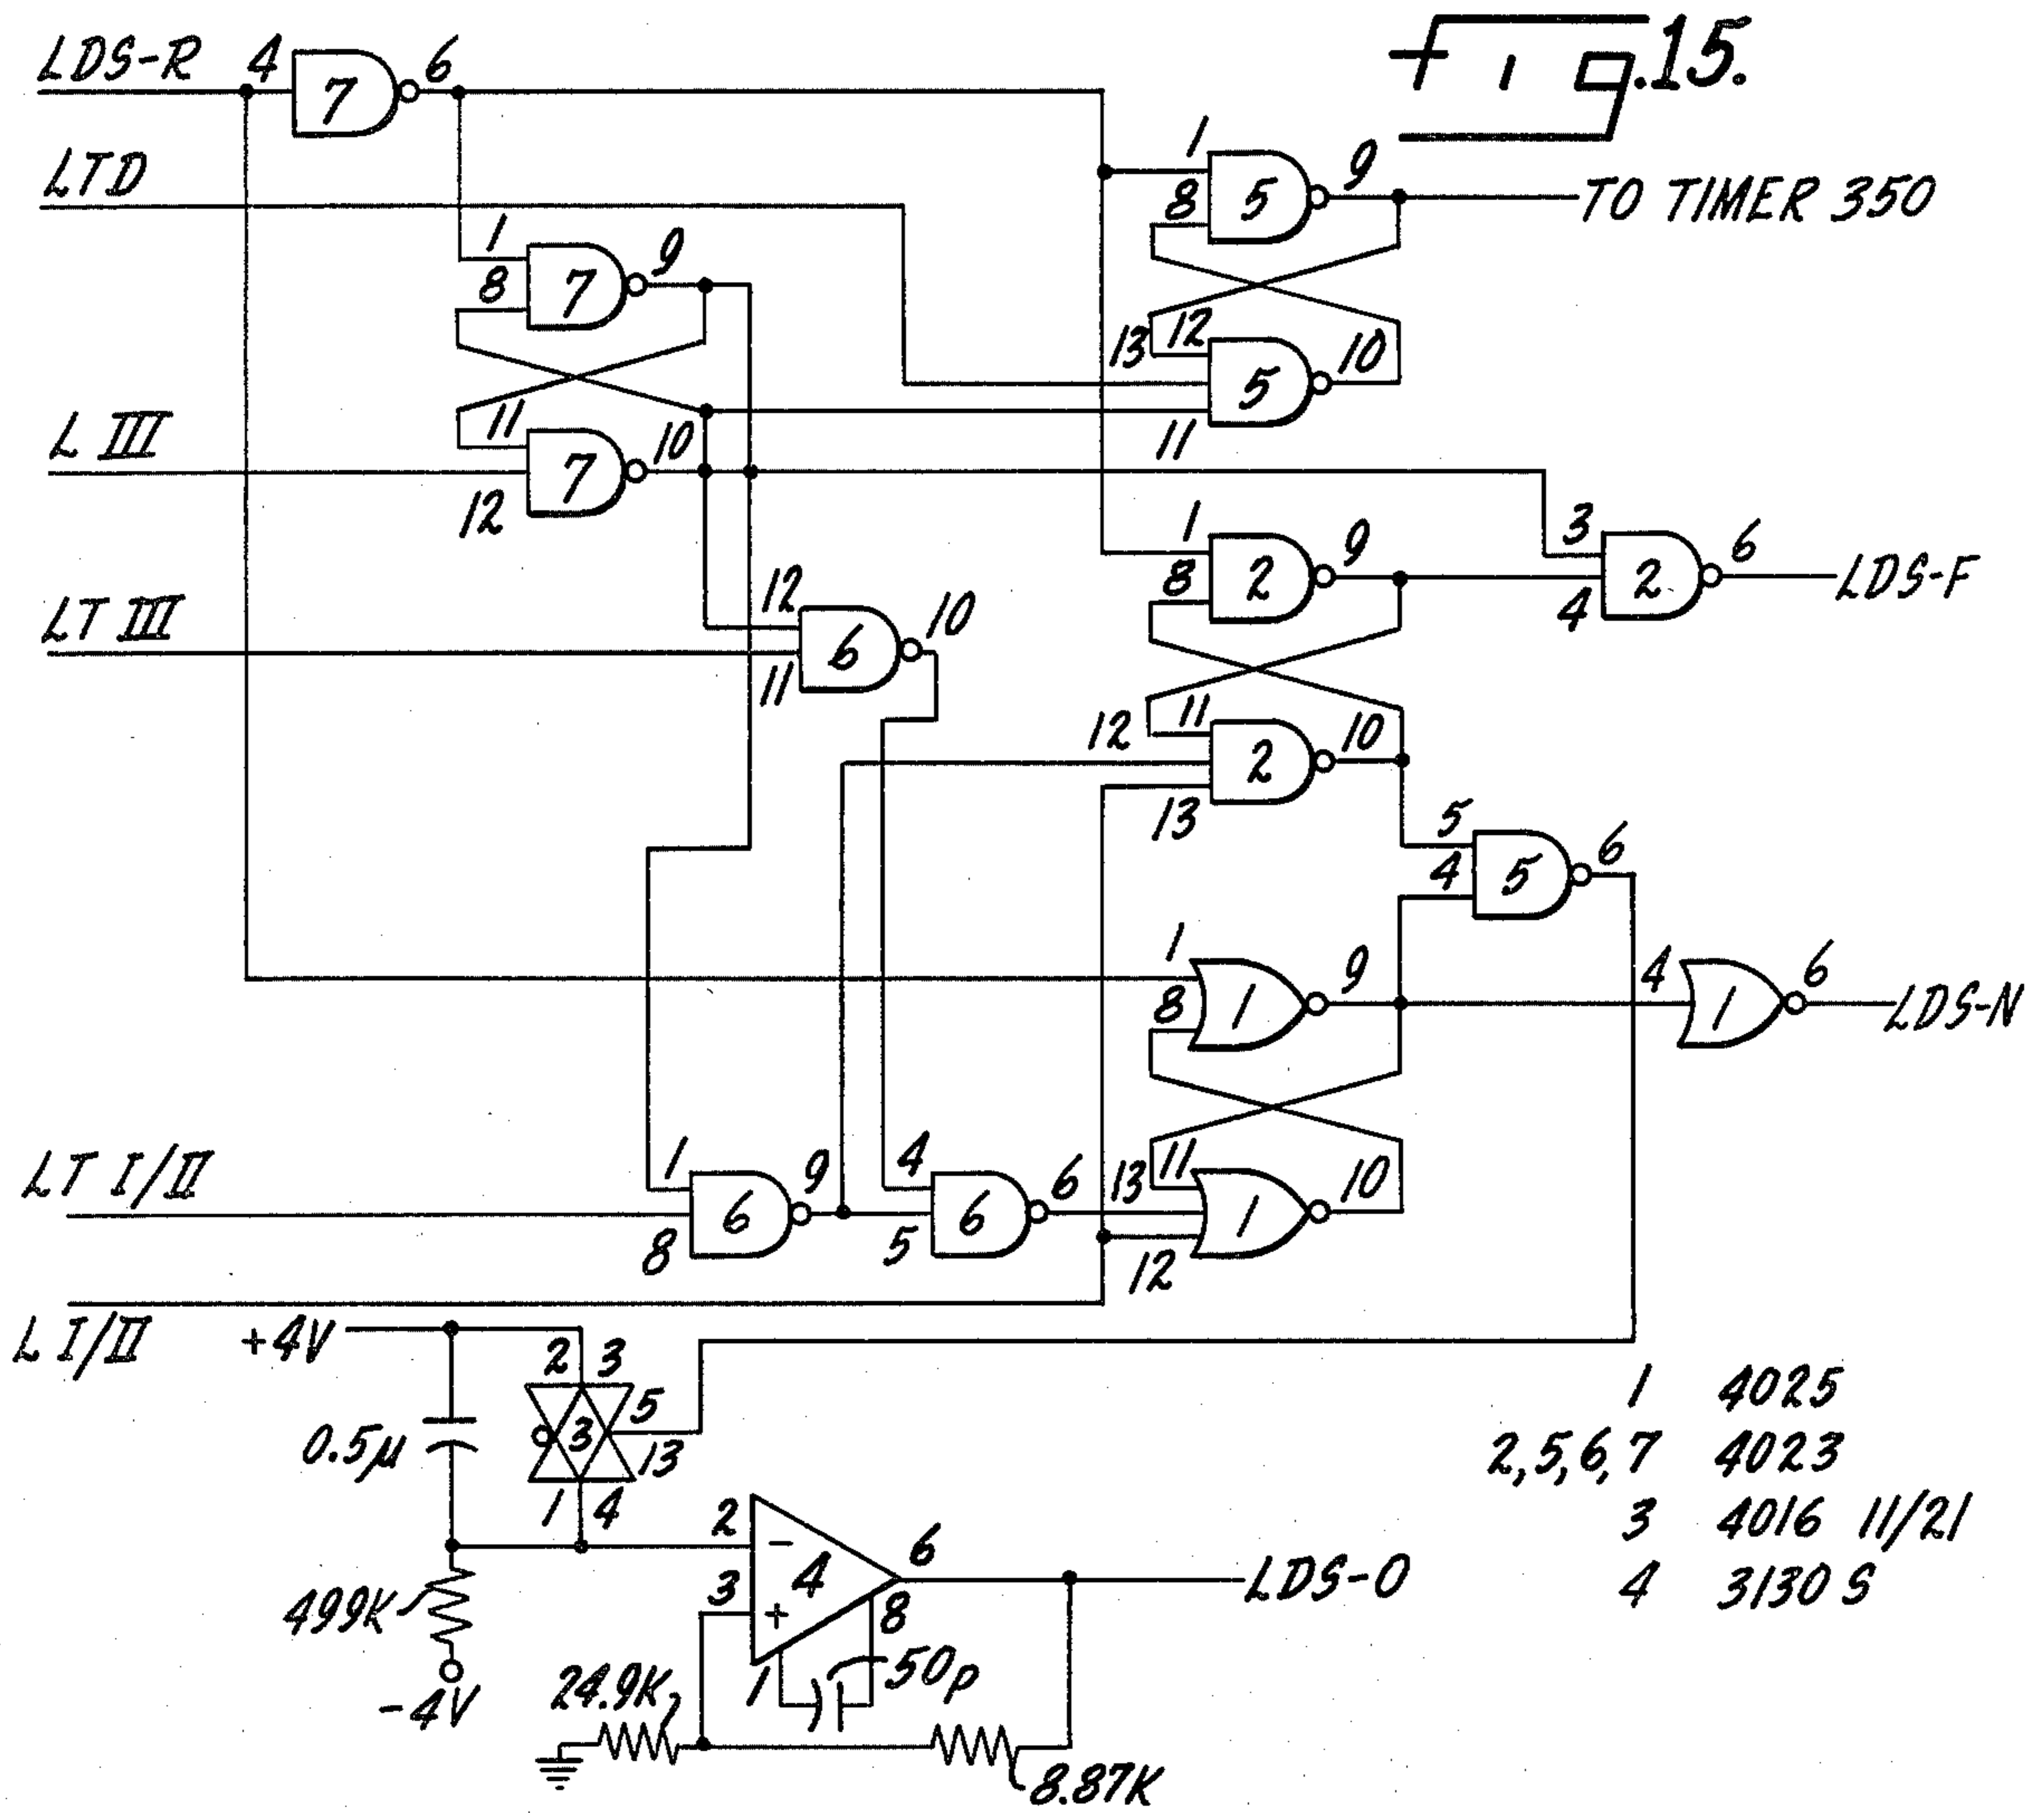 Fig.15.
LDS-R 4 7 6
LTD
1 8 5 9 TO TIMER 350
1 8 7 9
13 12 5 10
11
L III 11 7 10
12
1 8 2 9
3 4 2 6 LDS-F
LT III 12 11 6 10
12 11 2 10
13
5 4 5 6
1 8 1 9
4 1 6 LDS-N
LT I/II 1 8 6 9
4 5 6 6
13 11 1 10
12
L I/II +4V
2 3
0.5µ 3 5
13
1 4
499K
-4V
2 - 4 6 LDS-O
3 + 8
1 50p
24.9K
8.87K
1 4025
2,5,6,7 4023
3 4016 11/21
4 3130 S